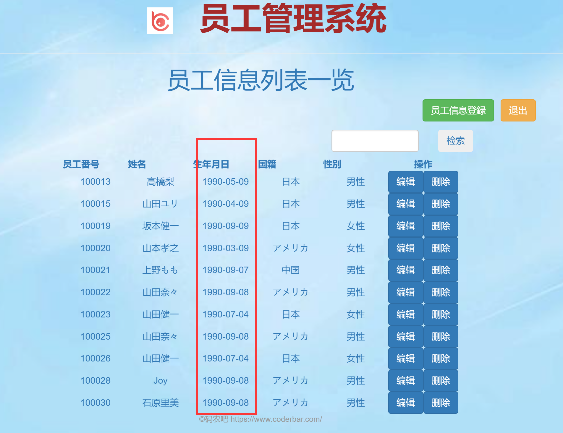 员工管理系统
员工信息列表一览
员工信息登録 退出
检索
员工番号 姓名 生年月日 国籍 性别 操作
100013 高橋梨 1990-05-09 日本 男性 编辑 删除
100015 山田ユリ 1990-04-09 日本 男性 编辑 删除
100019 坂本健一 1990-09-09 日本 女性 编辑 删除
100020 山本孝之 1990-03-09 アメリカ 女性 编辑 删除
100021 上野もも 1990-09-07 中国 男性 编辑 删除
100022 山田奈々 1990-09-08 アメリカ 男性 编辑 删除
100023 山田健一 1990-07-04 日本 女性 编辑 删除
100025 山田奈々 1990-09-08 アメリカ 男性 编辑 删除
100026 山田健一 1990-07-04 日本 女性 编辑 删除
100028 Joy 1990-09-08 アメリカ 男性 编辑 删除
100030 石原里美 1990-09-08 アメリカ 男性 编辑 删除
©码农吧 https://www.coderbar.com/